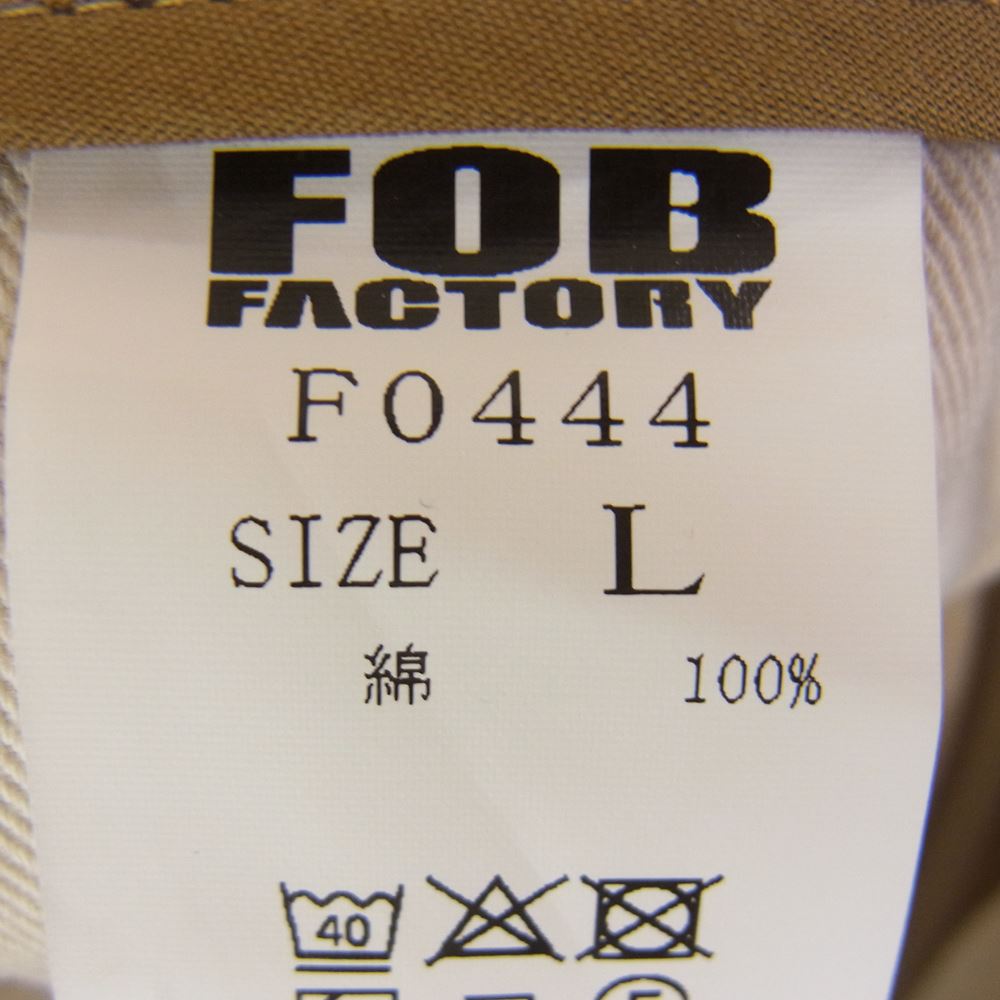 FOB
FACTORY
F0444
SIZE L
綿 100%
40